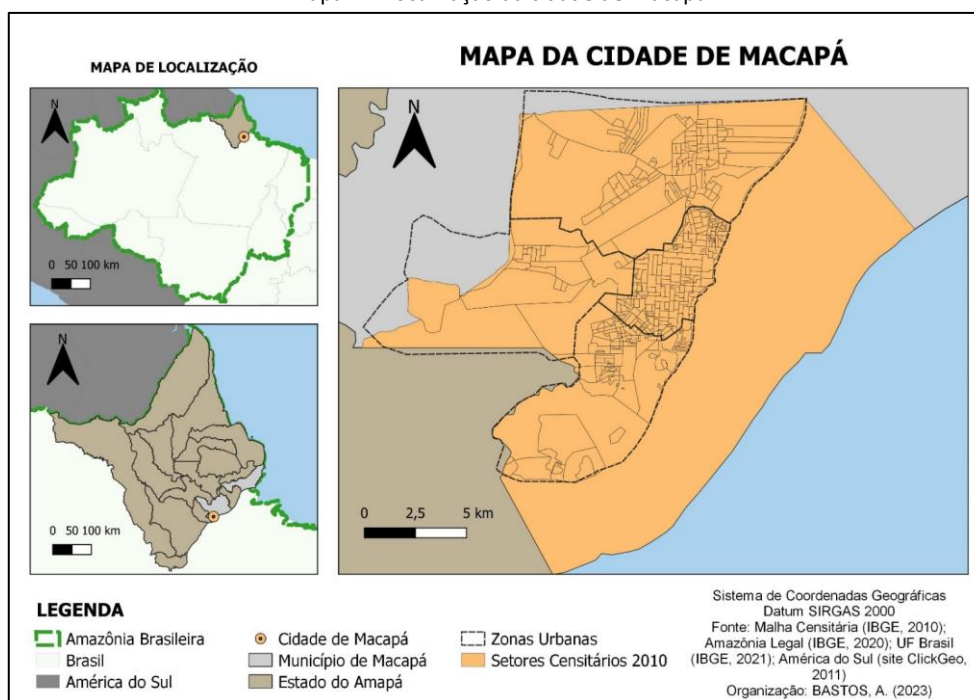 MAPA DA CIDADE DE MACAPÁ
MAPA DE LOCALIZAÇÃO
N
0 50 100 km
N
0 50 100 km
N
0 2,5 5 km
LEGENDA
Amazônia Brasileira
Brasil
América do Sul
Cidade de Macapá
Município de Macapá
Estado do Amapá
Zonas Urbanas
Setores Censitários 2010
Sistema de Coordenadas Geográficas
Datum SIRGAS 2000
Fonte: Malha Censitária (IBGE, 2010);
Amazônia Legal (IBGE, 2020); UF Brasil
(IBGE, 2021); América do Sul (site ClickGeo,
2011)
Organização: BASTOS, A. (2023)